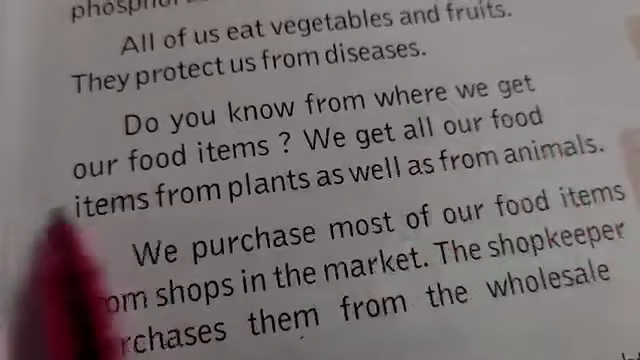 All of us eat vegetables and fruits.
They protect us from diseases.
Do you know from where we get
our food items ? We get all our food
items from plants as well as from animals.
We purchase most of our food items
om shops in the market. The shopkeeper
rchases them from the wholesale